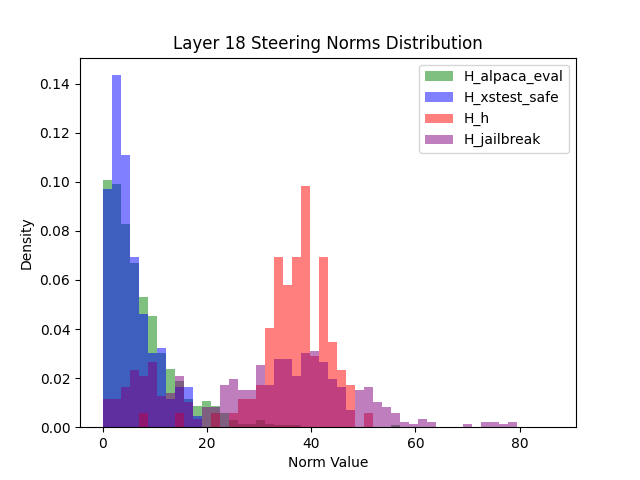 Layer 18 Steering Norms Distribution
H_alpaca_eval
H_xstest_safe
H_h
H_jailbreak
0.14
0.12
0.10
0.08
0.06
0.04
0.02
0.00
Density
0
20
40
60
80
Norm Value